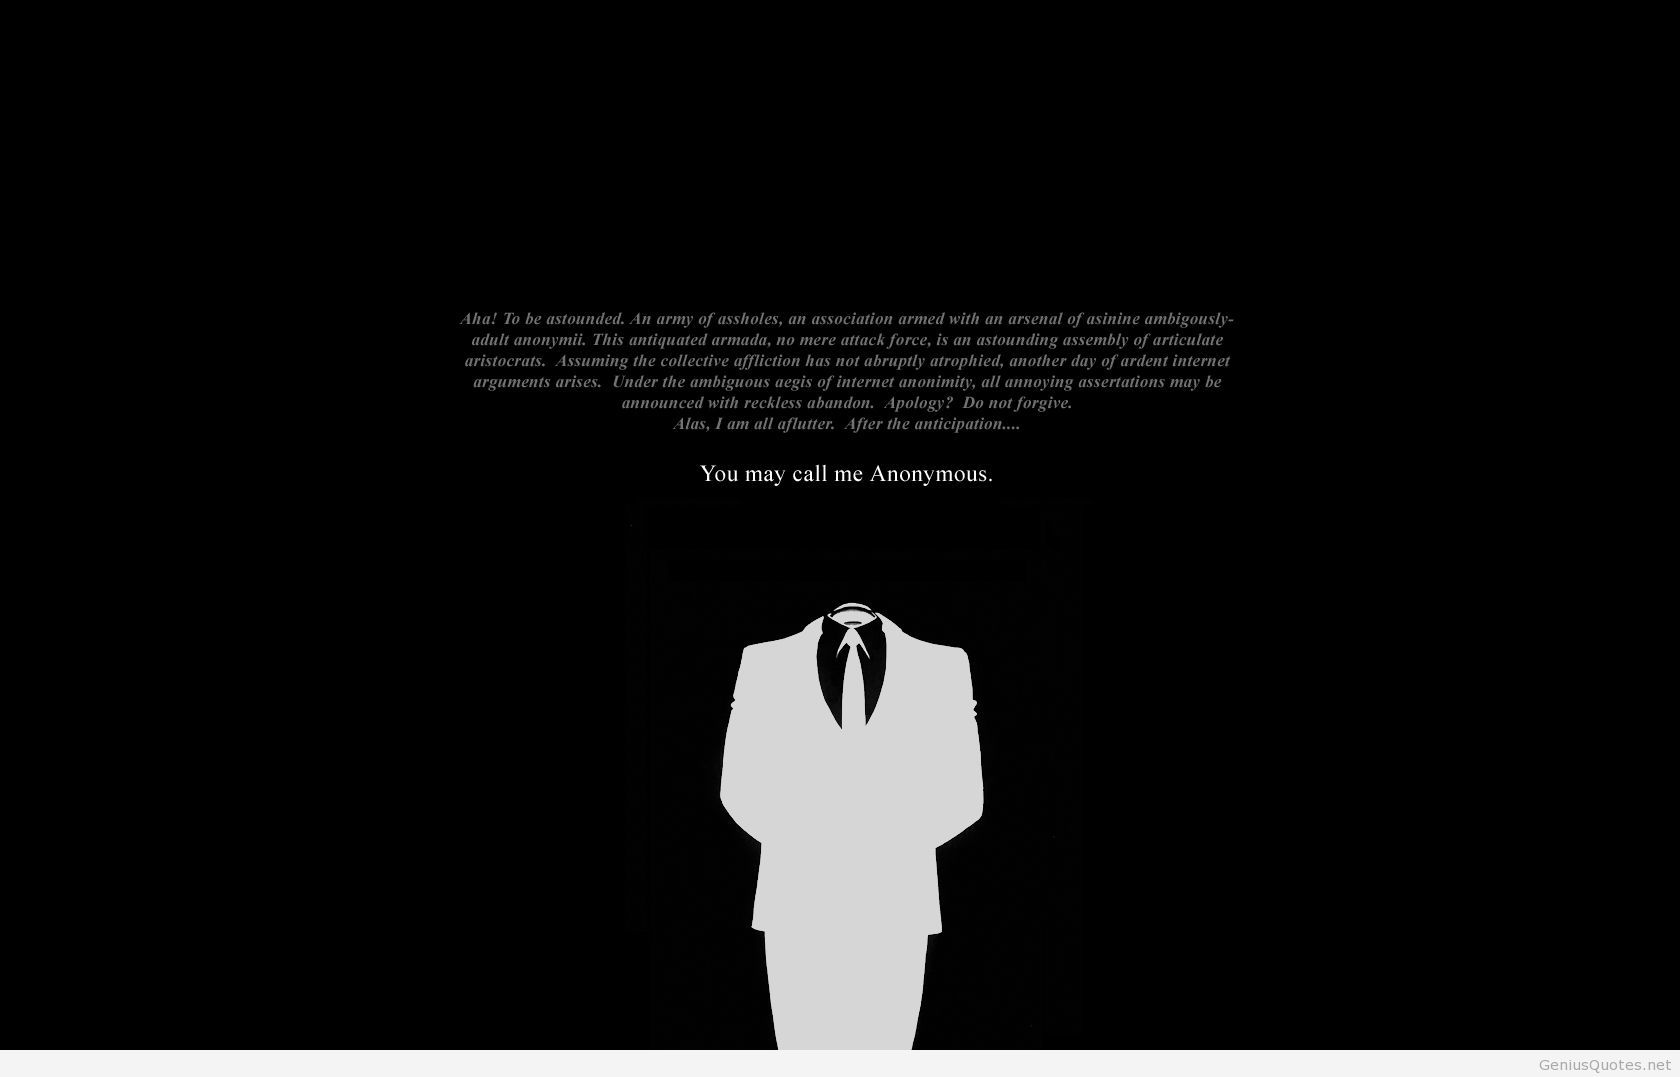 Aha! To be astounded. An army of assholes, an association armed with an arsenal of asinine ambigously-
adult anonymii. This antiquated armada, no mere attack force, is an astounding assembly of articulate
aristocrats.  Assuming the collective affliction has not abruptly atrophied, another day of ardent internet
arguments arises.  Under the ambiguous aegis of internet anonimity, all annoying assertations may be
announced with reckless abandon.  Apology?  Do not forgive.
Alas, I am all aflutter.  After the anticipation....
You may call me Anonymous.
GeniusQuotes.net